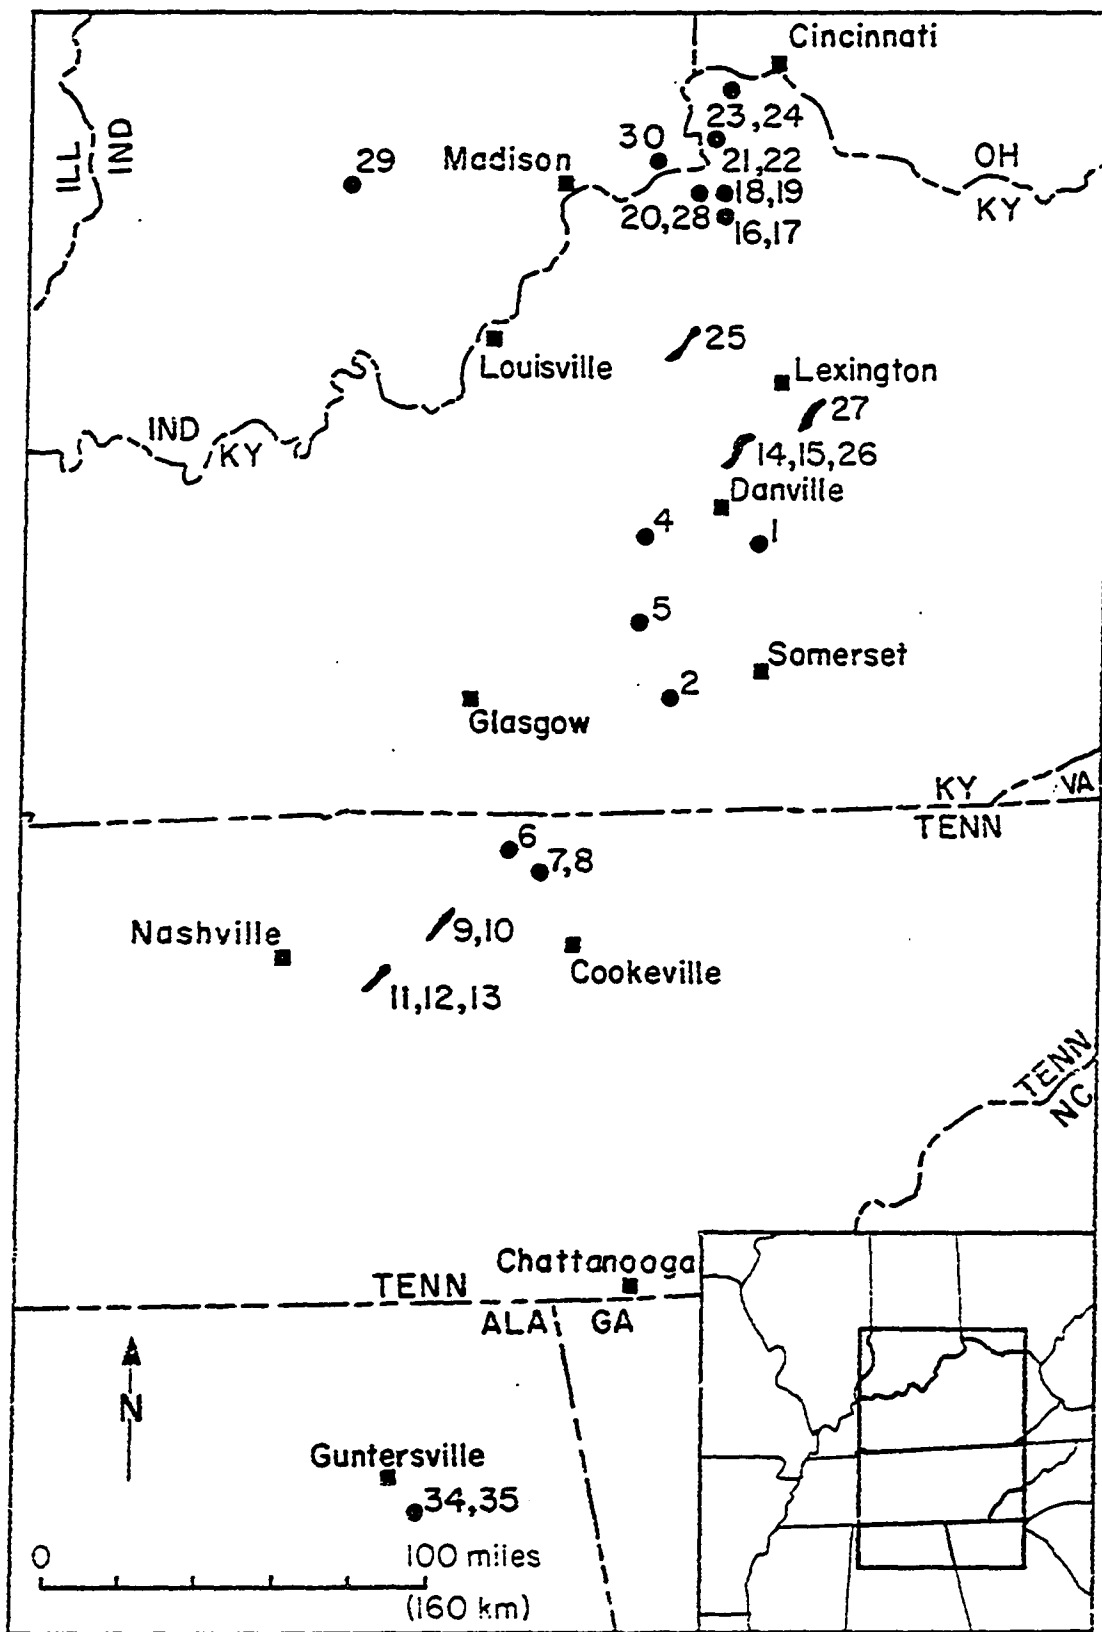 Cincinnati
23,24
ILL
IND
30
29
Madison
21,22
OH
KY
18,19
20,28
16,17
25
Louisville
Lexington
27
IND
KY
14,15,26
Danville
4
1
5
Somerset
2
Glasgow
KY
VA
TENN
6
7,8
9,10
Nashville
Cookeville
11,12,13
TENN
NC
Chattanooga
TENN
ALA
GA
N
Guntersville
34,35
0
100 miles
(160 km)